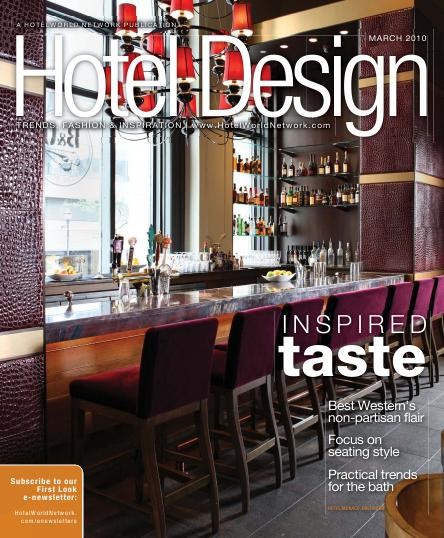 A HOTELWORLD NETWORK PUBLICATION
MARCH 2010
Hotel Design
TRENDS, FASHION & INSPIRATION | www.HotelWorldNetwork.com
INSPIRED
taste
Best Western's
non-partisan flair
Focus on
seating style
Practical trends
for the bath
Subscribe to our
First Look
e-newsletter:
HotelWorldNetwork.
com/enewsletters